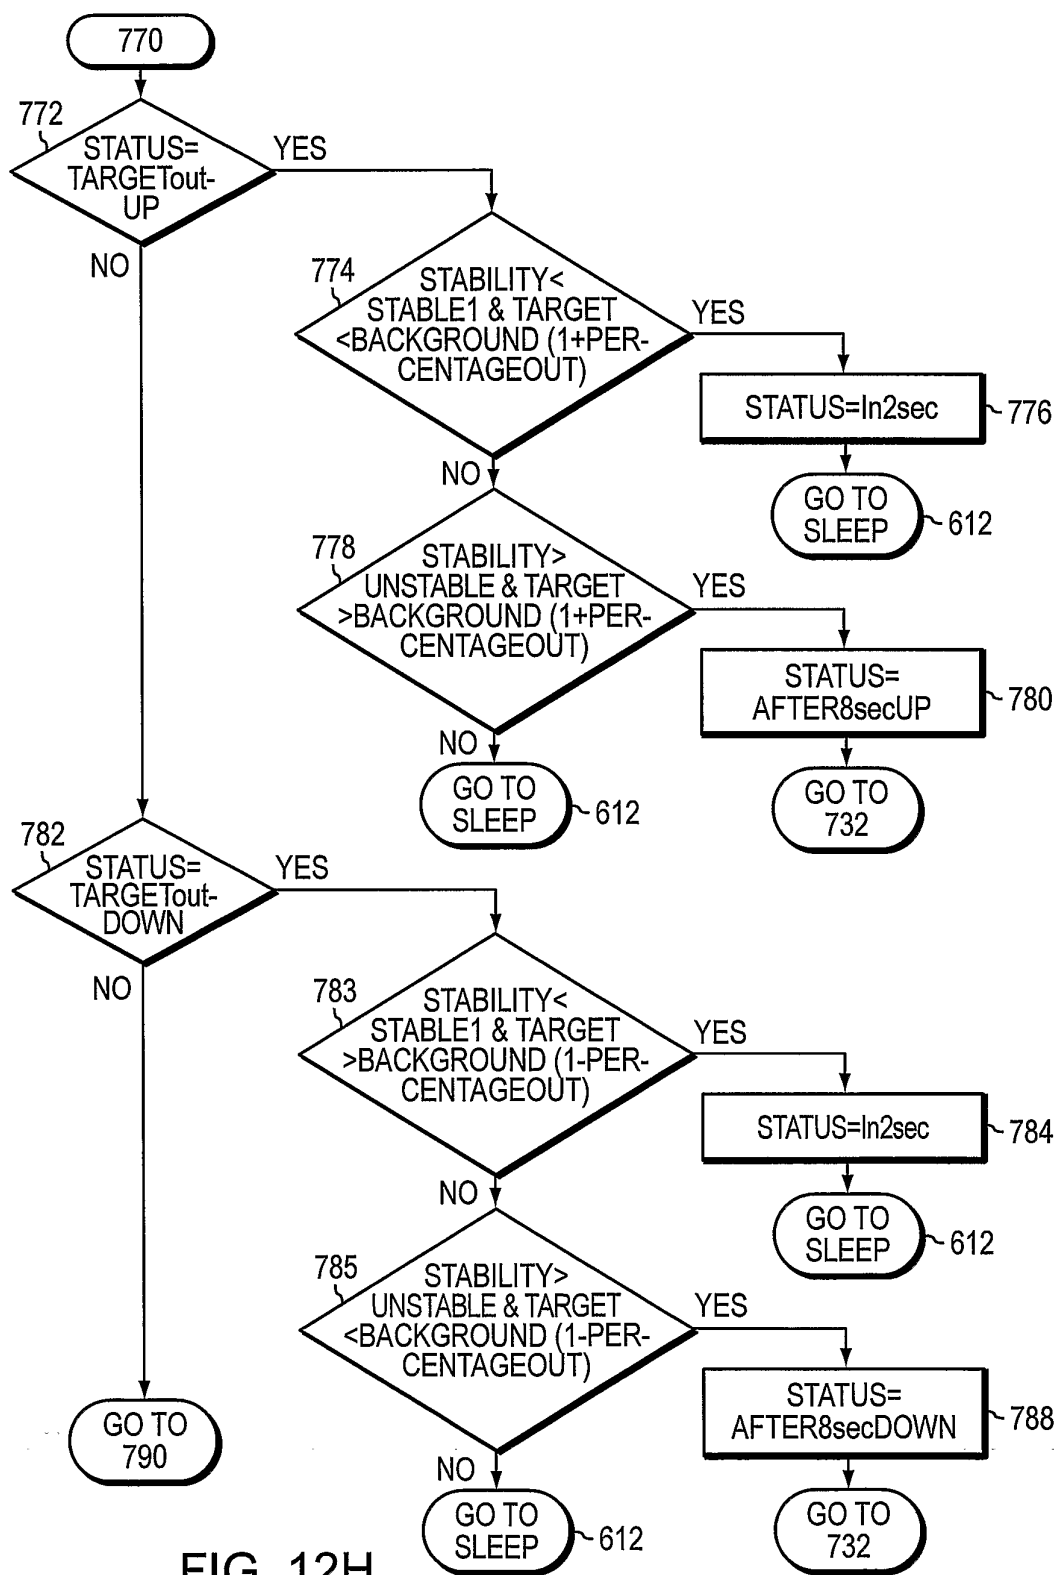 770
772
STATUS=
TARGETout-
UP
YES
NO
774
STABILITY<
STABLE1 & TARGET
<BACKGROUND (1+PER-
CENTAGEOUT)
YES
STATUS=In2sec
776
GO TO
SLEEP
612
NO
778
STABILITY>
UNSTABLE & TARGET
>BACKGROUND (1+PER-
CENTAGEOUT)
YES
STATUS=
AFTER8secUP
780
GO TO
732
NO
GO TO
SLEEP
612
782
STATUS=
TARGETout-
DOWN
YES
NO
783
STABILITY<
STABLE1 & TARGET
>BACKGROUND (1-PER-
CENTAGEOUT)
YES
STATUS=In2sec
784
GO TO
SLEEP
612
NO
785
STABILITY>
UNSTABLE & TARGET
<BACKGROUND (1-PER-
CENTAGEOUT)
YES
STATUS=
AFTER8secDOWN
788
GO TO
732
NO
GO TO
SLEEP
612
GO TO
790
FIG. 12H